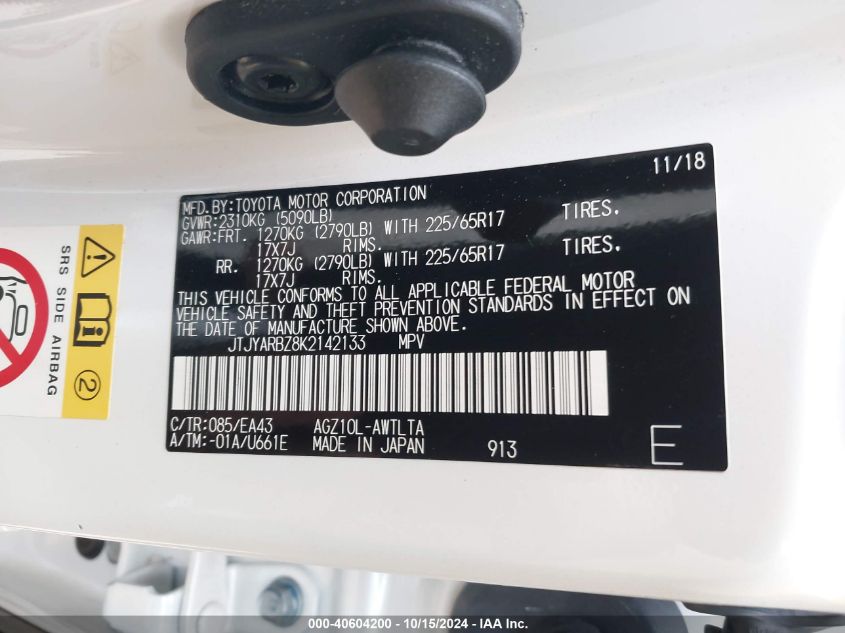 11/18
MFD.BY:TOYOTA MOTOR CORPORATION
GVWR:2310KG (5090LB)
GAWR:FRT. 1270KG (2790LB) WITH 225/65R17 TIRES.
17X7J RIMS.
RR. 1270KG (2790LB) WITH 225/65R17 TIRES.
17X7J RIMS.
THIS VEHICLE CONFORMS TO ALL APPLICABLE FEDERAL MOTOR
VEHICLE SAFETY AND THEFT PREVENTION STANDARDS IN EFFECT ON
THE DATE OF MANUFACTURE SHOWN ABOVE.
JTJYARBZ8K2142133 MPV
C/TR:085/EA43 AGZ10L-AWTLTA
A/TM:-01A/U661E MADE IN JAPAN 913
E
SRS SIDE AIRBAG
2
000-40604200 - 10/15/2024 - IAAI Inc.